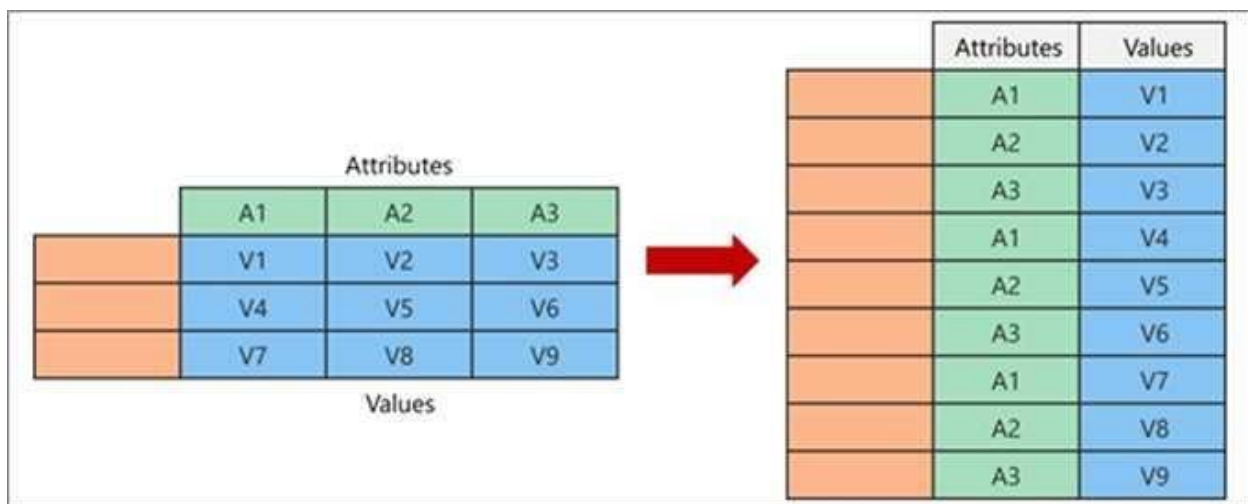 Attributes
A1 A2 A3
V1 V2 V3
V4 V5 V6
V7 V8 V9
Values
Attributes Values
A1 V1
A2 V2
A3 V3
A1 V4
A2 V5
A3 V6
A1 V7
A2 V8
A3 V9